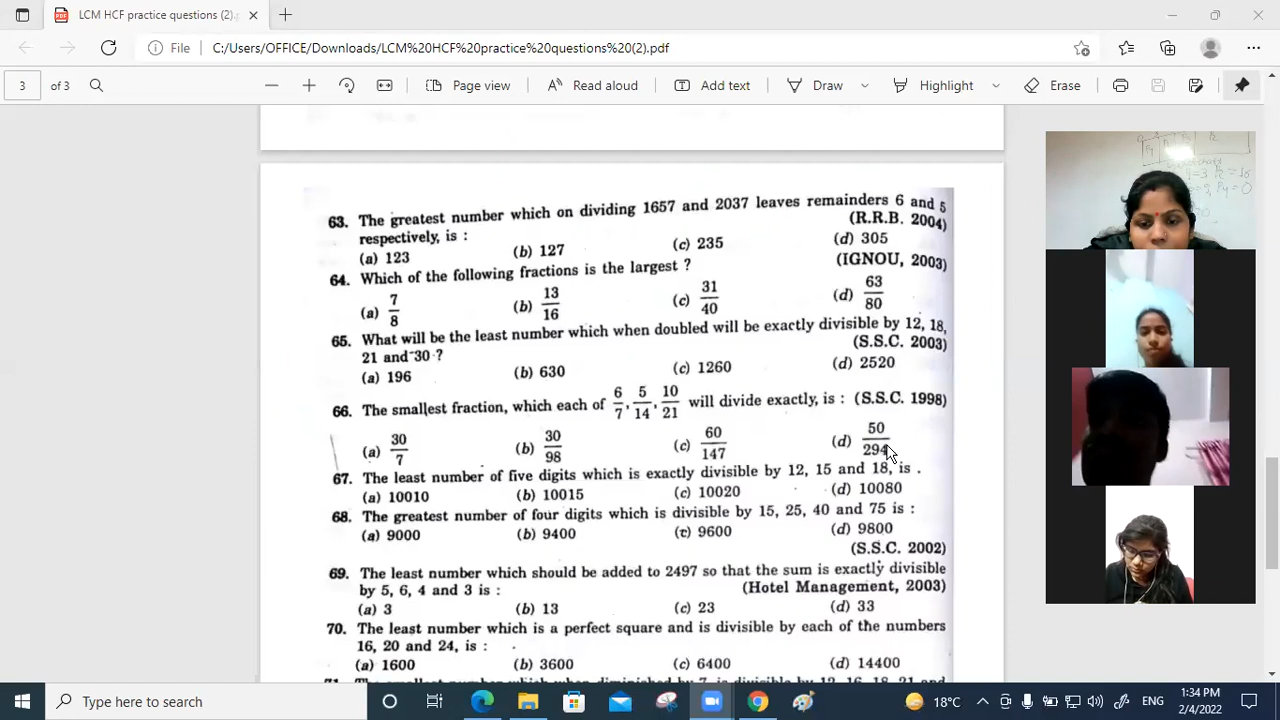 LCM HCF practice questions (2).p
File C:/Users/OFFICE/Downloads/LCM%20HCF%20practice%20questions%20(2).pdf
3 of 3 Page view Read aloud Add text Draw Highlight Erase
63. The greatest number which on dividing 1657 and 2037 leaves remainders 6 and 5
respectively, is : (R.R.B. 2004)
(a) 123 (b) 127 (c) 235 (d) 305
64. Which of the following fractions is the largest ? (IGNOU, 2003)
(a) 7/8 (b) 13/16 (c) 31/40 (d) 63/80
65. What will be the least number which when doubled will be exactly divisible by 12, 18,
21 and 30 ? (S.S.C. 2003)
(a) 196 (b) 630 (c) 1260 (d) 2520
66. The smallest fraction, which each of 6/7, 5/14, 10/21 will divide exactly, is : (S.S.C. 1998)
(a) 30/7 (b) 30/98 (c) 60/147 (d) 50/294
67. The least number of five digits which is exactly divisible by 12, 15 and 18, is .
(a) 10010 (b) 10015 (c) 10020 (d) 10080
68. The greatest number of four digits which is divisible by 15, 25, 40 and 75 is :
(a) 9000 (b) 9400 (c) 9600 (d) 9800
(S.S.C. 2002)
69. The least number which should be added to 2497 so that the sum is exactly divisible
by 5, 6, 4 and 3 is : (Hotel Management, 2003)
(a) 3 (b) 13 (c) 23 (d) 33
70. The least number which is a perfect square and is divisible by each of the numbers
16, 20 and 24, is :
(a) 1600 (b) 3600 (c) 6400 (d) 14400
Type here to search
18°C ENG 1:34 PM
2/4/2022